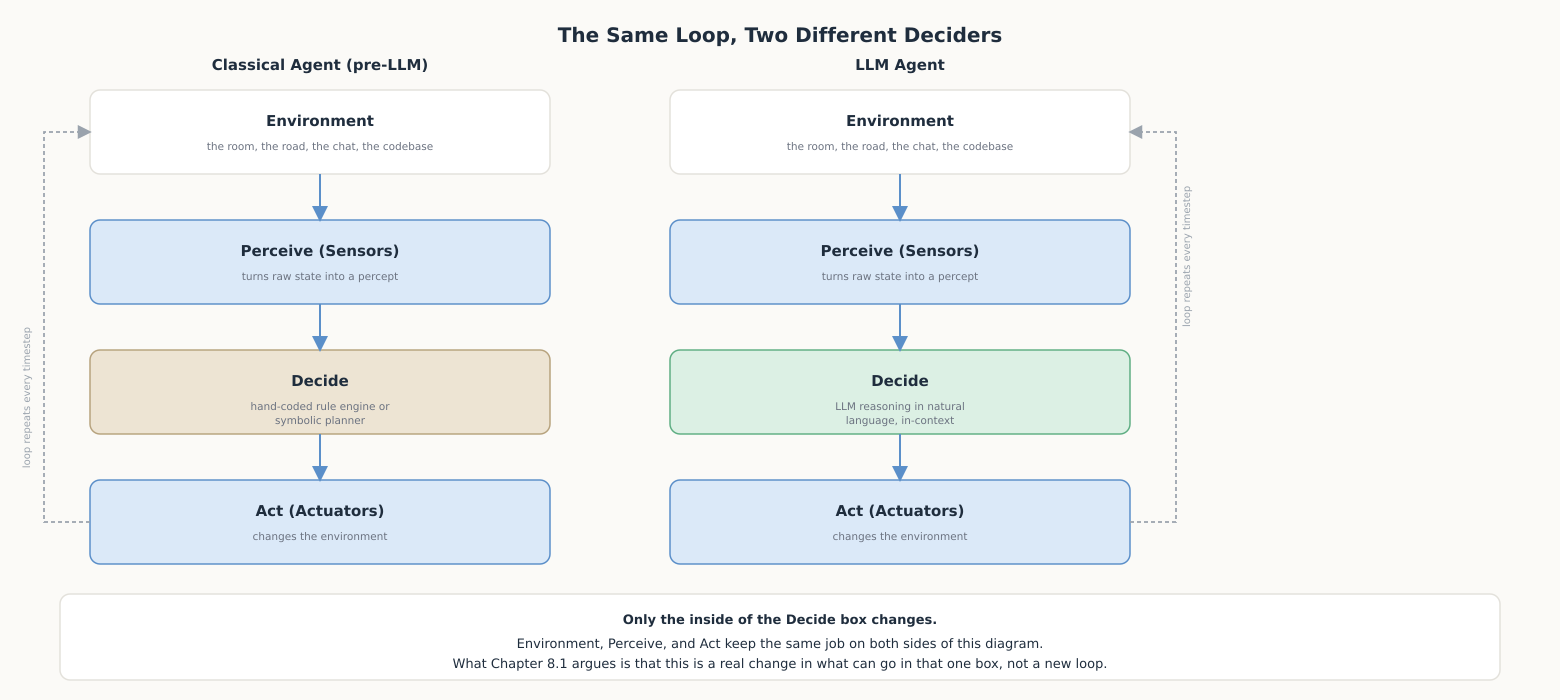 The Same Loop, Two Different Deciders
Classical Agent (pre-LLM)
Environment
the room, the road, the chat, the codebase
Perceive (Sensors)
turns raw state into a percept
Decide
hand-coded rule engine or
symbolic planner
Act (Actuators)
changes the environment
loop repeats every timestep
LLM Agent
Environment
the room, the road, the chat, the codebase
Perceive (Sensors)
turns raw state into a percept
Decide
LLM reasoning in natural
language, in-context
Act (Actuators)
changes the environment
loop repeats every timestep
Only the inside of the Decide box changes.
Environment, Perceive, and Act keep the same job on both sides of this diagram.
What Chapter 8.1 argues is that this is a real change in what can go in that one box, not a new loop.